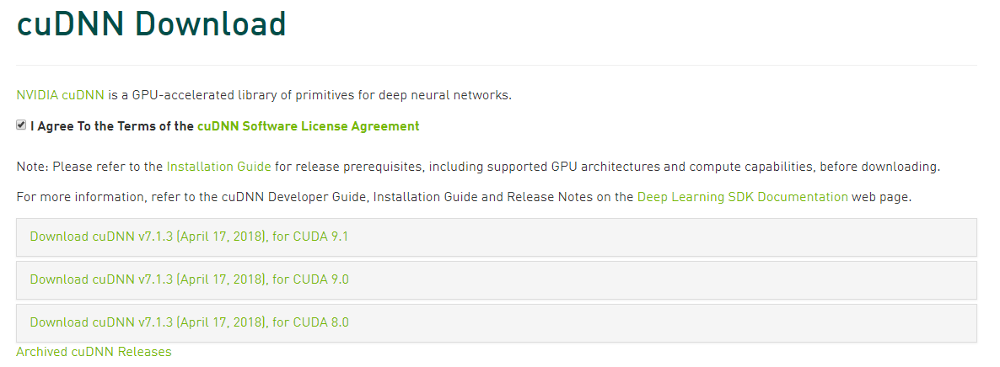 cuDNN Download
NVIDIA cuDNN is a GPU-accelerated library of primitives for deep neural networks.
I Agree To the Terms of the cuDNN Software License Agreement
Note: Please refer to the Installation Guide for release prerequisites, including supported GPU architectures and compute capabilities, before downloading.
For more information, refer to the cuDNN Developer Guide, Installation Guide and Release Notes on the Deep Learning SDK Documentation web page.
Download cuDNN v7.1.3 (April 17, 2018), for CUDA 9.1
Download cuDNN v7.1.3 (April 17, 2018), for CUDA 9.0
Download cuDNN v7.1.3 (April 17, 2018), for CUDA 8.0
Archived cuDNN Releases